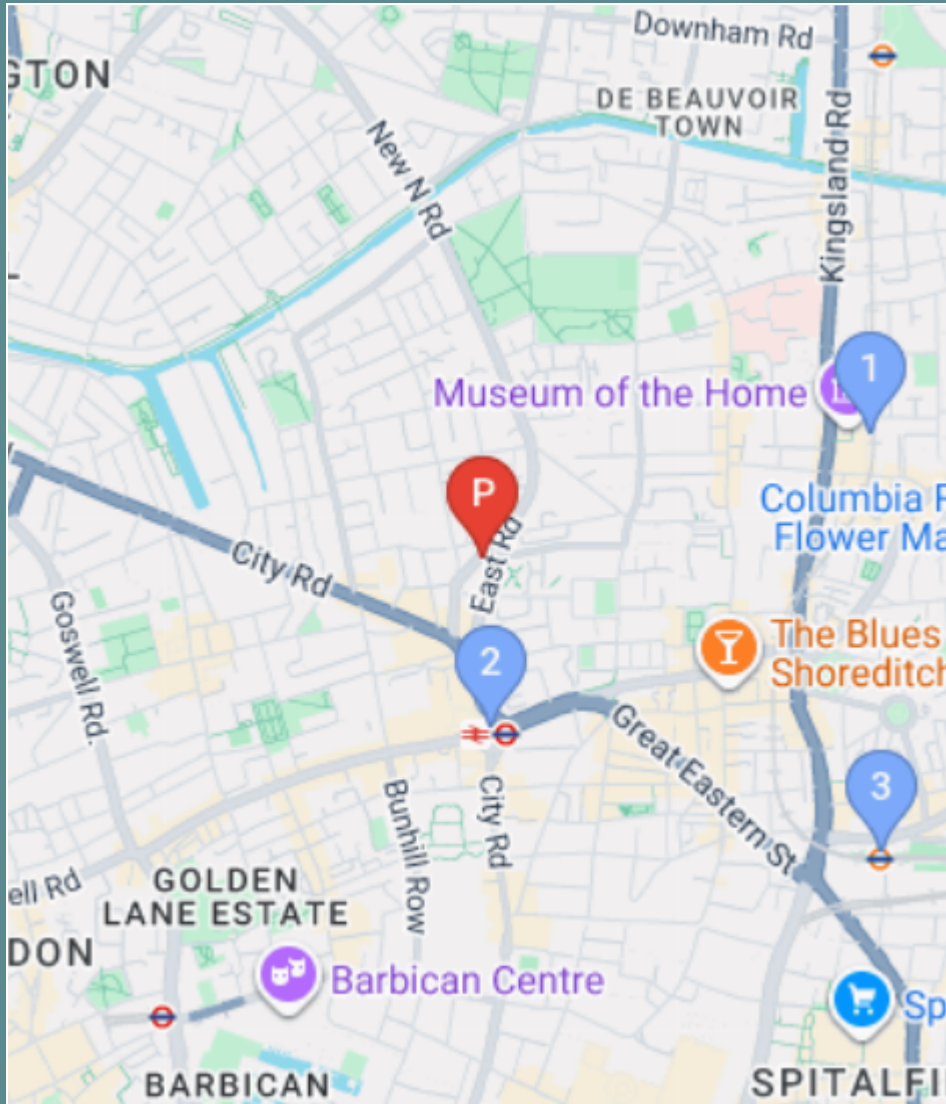 Downham Rd
GTON
DE BEAUVOIR
TOWN
New N Rd
Kingsland Rd
1
Museum of the Home
P
Columbia
Flower
East Rd
City Rd
Goswell Rd.
2
The Blues
Shoreditch
Great Eastern St
3
City Rd
Bunhill Row
ell Rd
GOLDEN
LANE ESTATE
DON
Barbican Centre
Sp
BARBICAN
SPITALFI